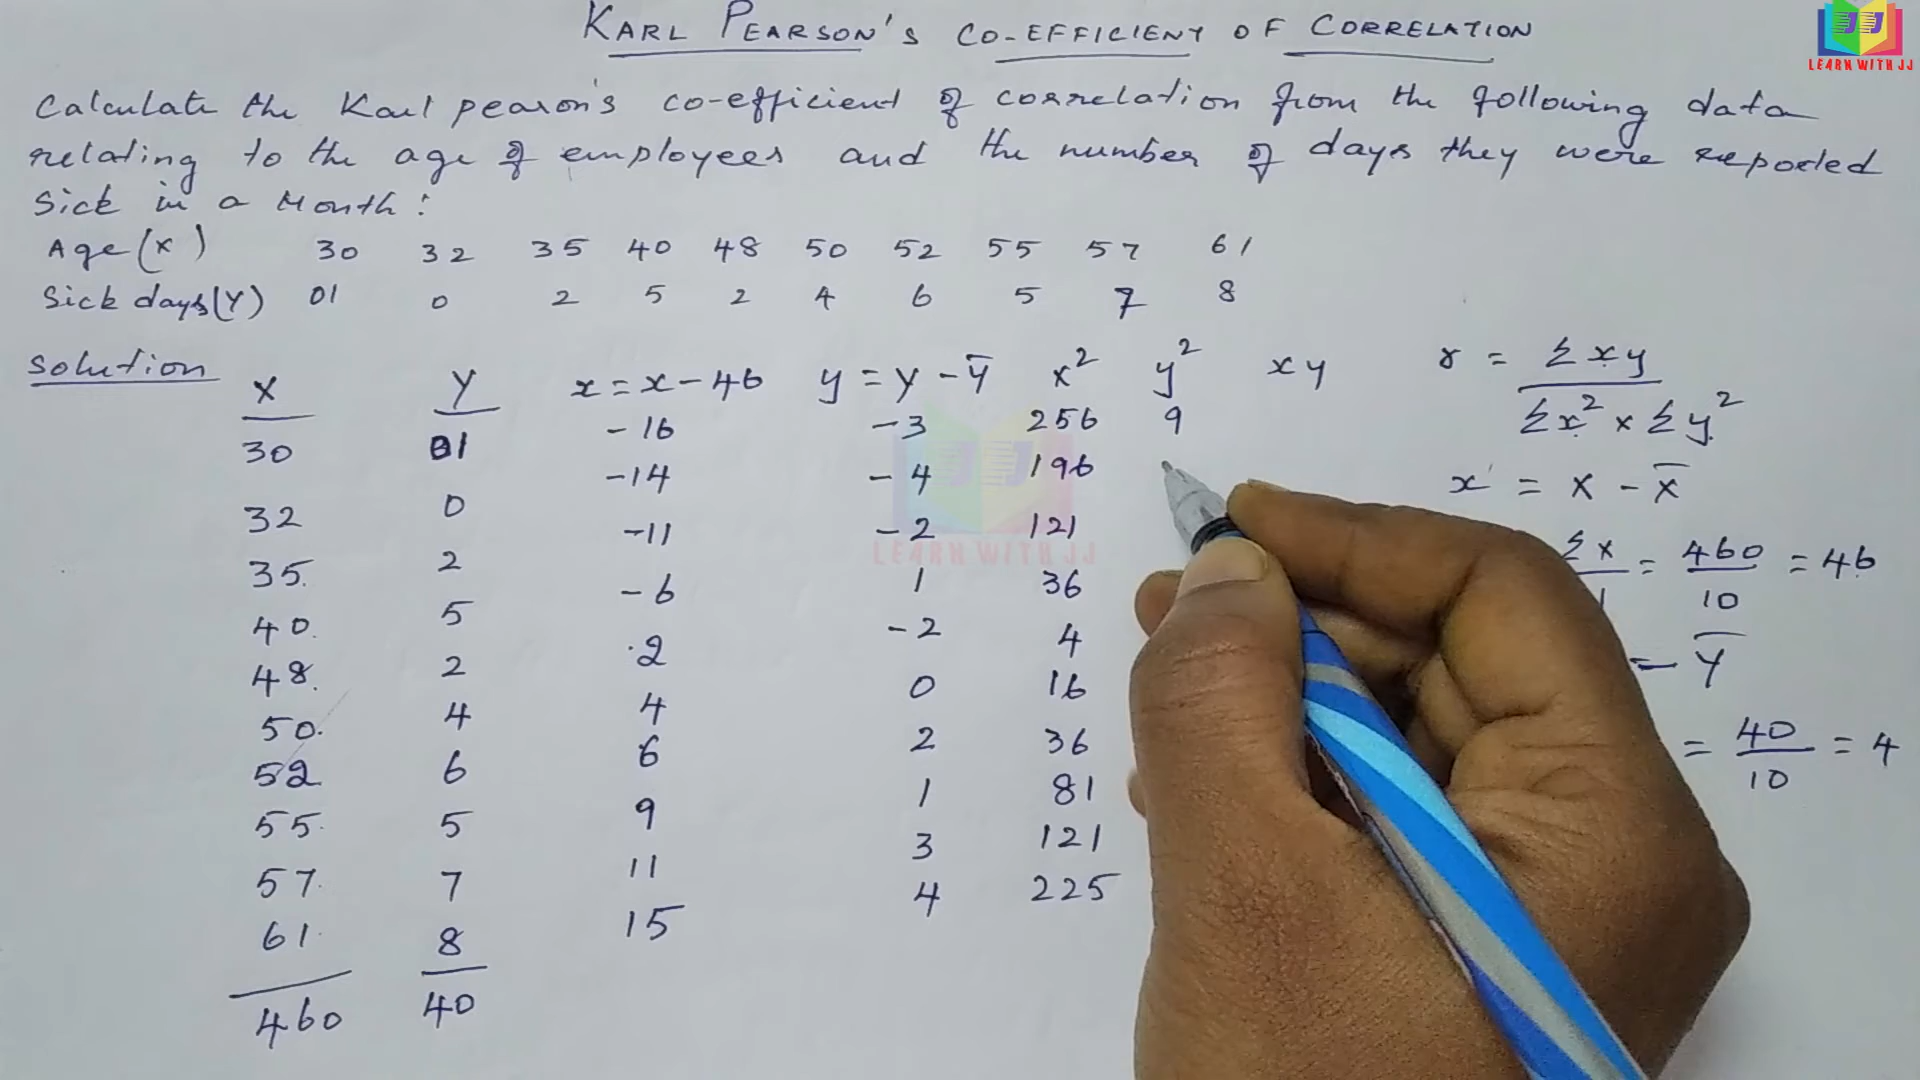 KARL PEARSON'S CO-EFFICIENT OF CORRELATION
LEARN WITH JJ
Calculate the Karl pearson's co-efficient of correlation from the following data
relating to the age of employees and the number of days they were reported
Sick in a Month:
Age(X) 30 32 35 40 48 50 52 55 57 61
Sick days(Y) 01 0 2 5 2 4 6 5 7 8
Solution
X Y x = x - 46 y = Y - Ȳ x² y² xy r = Σxy / Σx² × Σy²
30 01 -16 -3 256 9
32 0 -14 -4 196 x = X - X̄
35. 2 -11 -2 121
LEARN WITH JJ
40. 5 -6 1 36 Σx = 460/10 = 46
48. 2 2 -2 4 - Ȳ
50. 4 4 0 16
52 6 6 2 36 = 40/10 = 4
55. 5 9 1 81
57. 7 11 3 121
61. 8 15 4 225
460 40